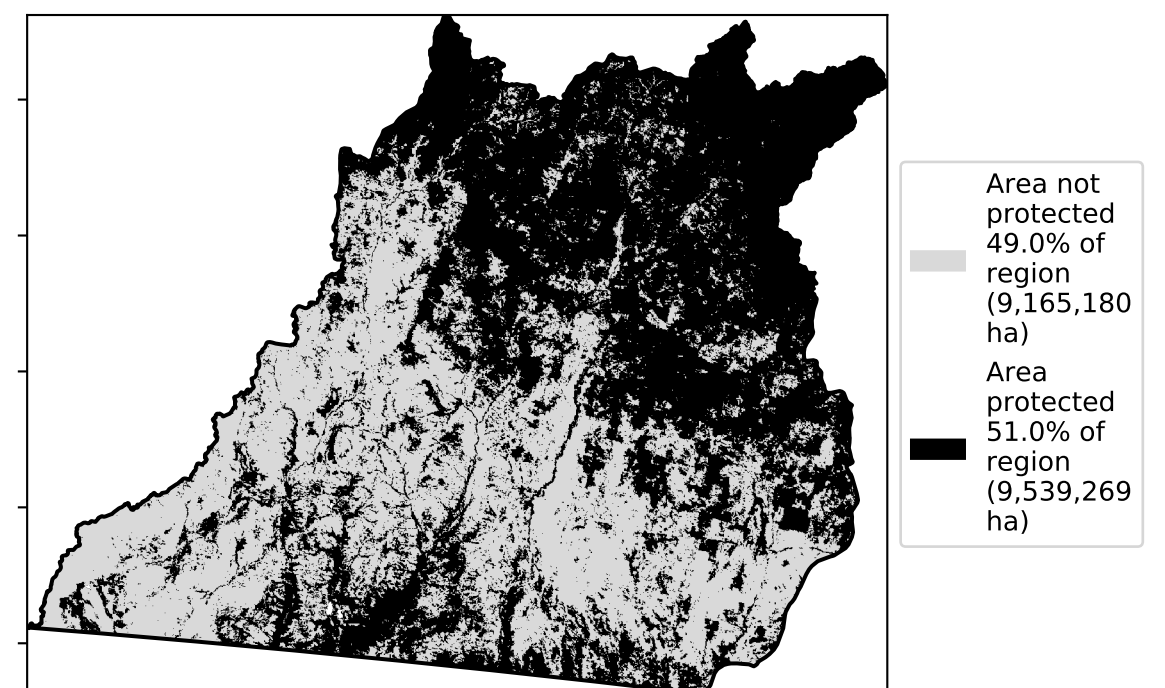 Area not
protected
49.0% of
region
(9,165,180
ha)
Area
protected
51.0% of
region
(9,539,269
ha)